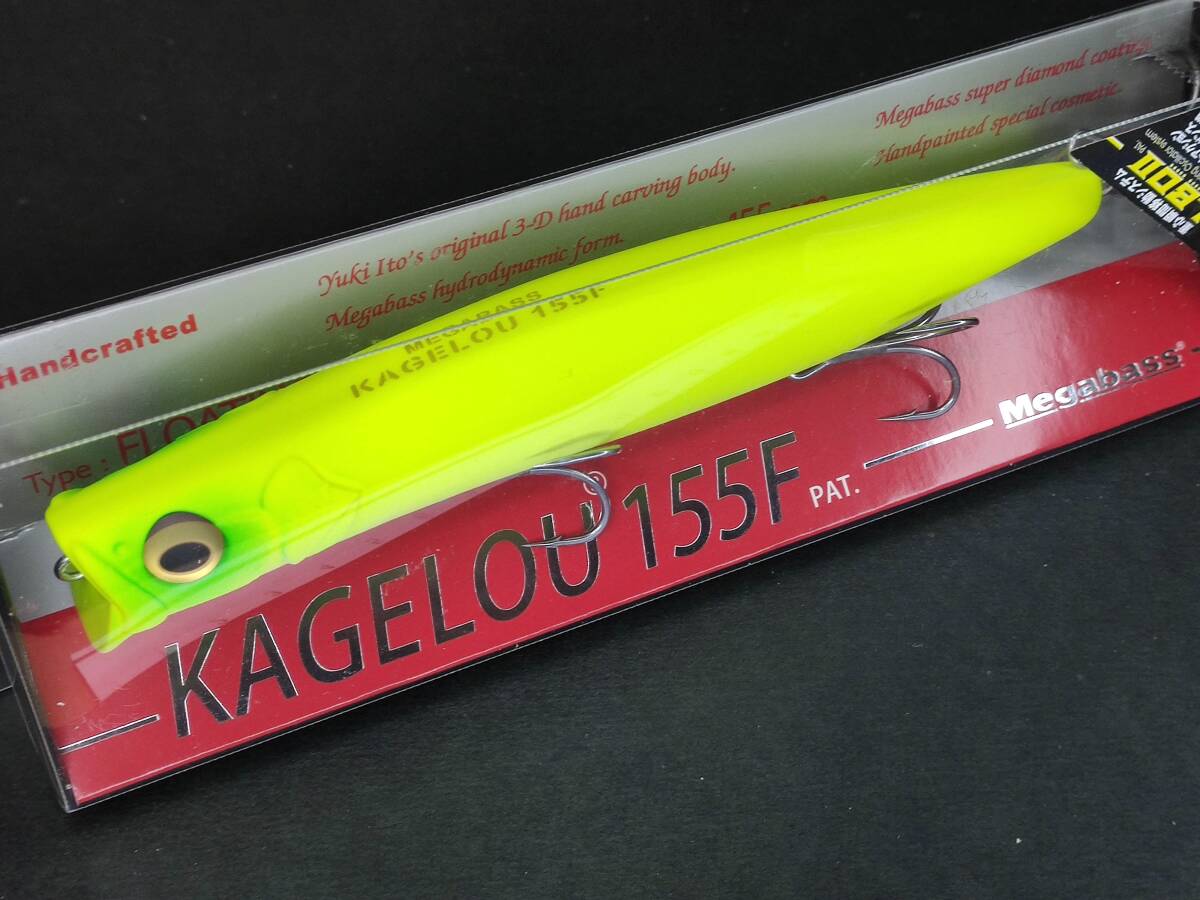 Handcrafted
Yuki Ito's original 3-D hand carving body.
Megabass hydrodynamic form.
Megabass super diamond coating.
Handpainted special cosmetic.
Type :
MEGABASS
KAGELOU 155F
KAGELOU® 155F PAT.
Megabass®